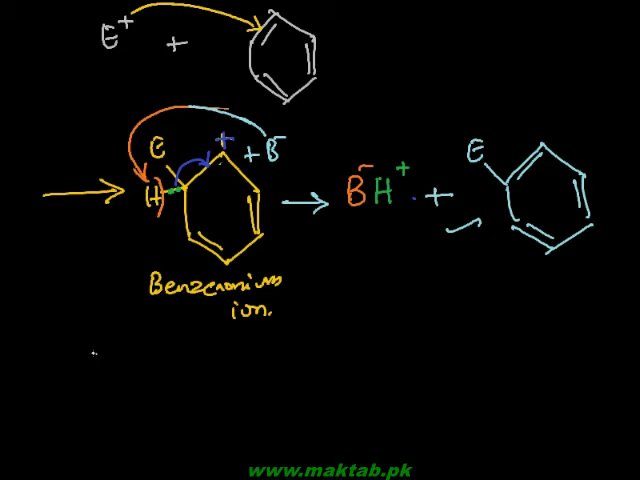 E+ + 
E + + B-
H → B- H+ . + E
Benzenonium
ion.
www.maktab.pk